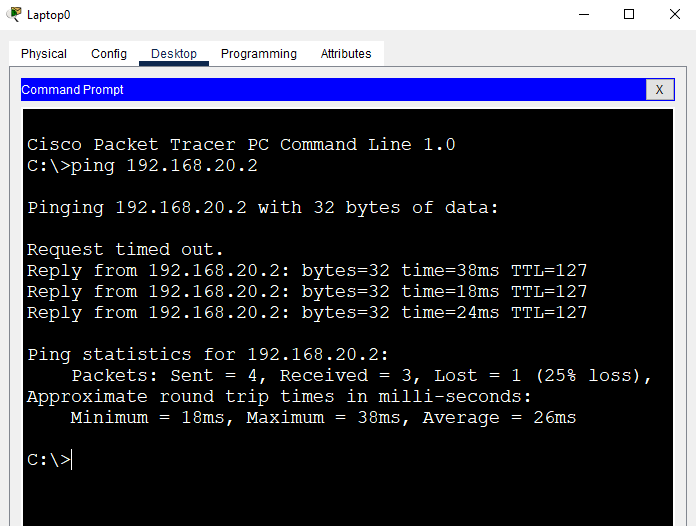 Laptop0
Physical Config Desktop Programming Attributes
Command Prompt
X
Cisco Packet Tracer PC Command Line 1.0
C:\>ping 192.168.20.2
Pinging 192.168.20.2 with 32 bytes of data:
Request timed out.
Reply from 192.168.20.2: bytes=32 time=38ms TTL=127
Reply from 192.168.20.2: bytes=32 time=18ms TTL=127
Reply from 192.168.20.2: bytes=32 time=24ms TTL=127
Ping statistics for 192.168.20.2:
    Packets: Sent = 4, Received = 3, Lost = 1 (25% loss),
Approximate round trip times in milli-seconds:
    Minimum = 18ms, Maximum = 38ms, Average = 26ms
C:\>